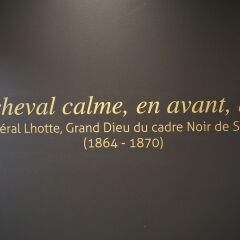 cheval calme, en avant,
éral Lhotte, Grand Dieu du cadre Noir de S
(1864 - 1870)